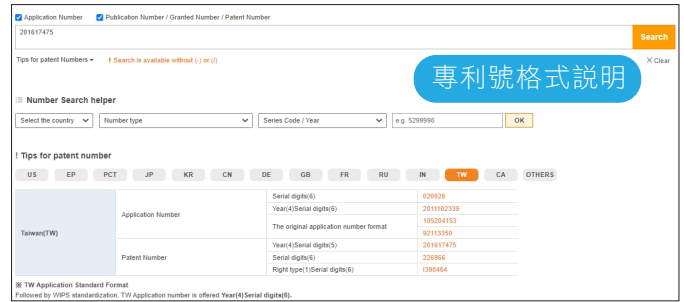 Application Number Publication Number / Granted Number / Patent Number
201617475
Search
Tips for patent Numbers ! Search is available without (-) or (/)
X Clear
專利號格式説明
Number Search helper
Select the country Number type Series Code / Year e.g. 5299998 OK
! Tips for patent number
US EP PCT JP KR CN DE GB FR RU IN TW CA OTHERS
Taiwan(TW)
Application Number
Serial digits(6) 020026
Year(4)Serial digits(6) 2011102339
The original application number format 105204153
92113350
Patent Number
Year(4)Serial digits(5) 201617475
Serial digits(6) 226966
Right type(1)Serial digits(6) I398464
※ TW Application Standard Format
Followed by WIPS standardization, TW Application number is offered Year(4)Serial digits(6).